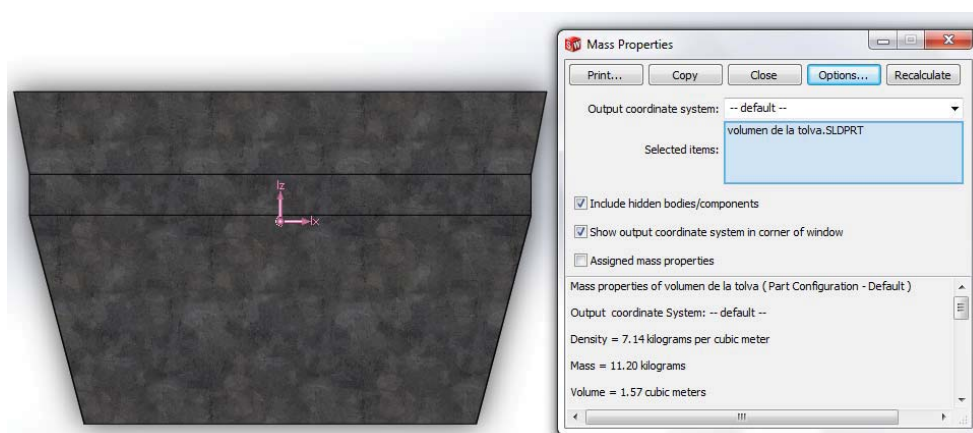 Mass Properties
Print... Copy Close Options... Recalculate
Output coordinate system: -- default --
Selected items: volumen de la tolva.SLDPRT
Include hidden bodies/components
Show output coordinate system in corner of window
Assigned mass properties
Mass properties of volumen de la tolva ( Part Configuration - Default )
Output coordinate System: -- default --
Density = 7.14 kilograms per cubic meter
Mass = 11.20 kilograms
Volume = 1.57 cubic meters
Iz
Ix